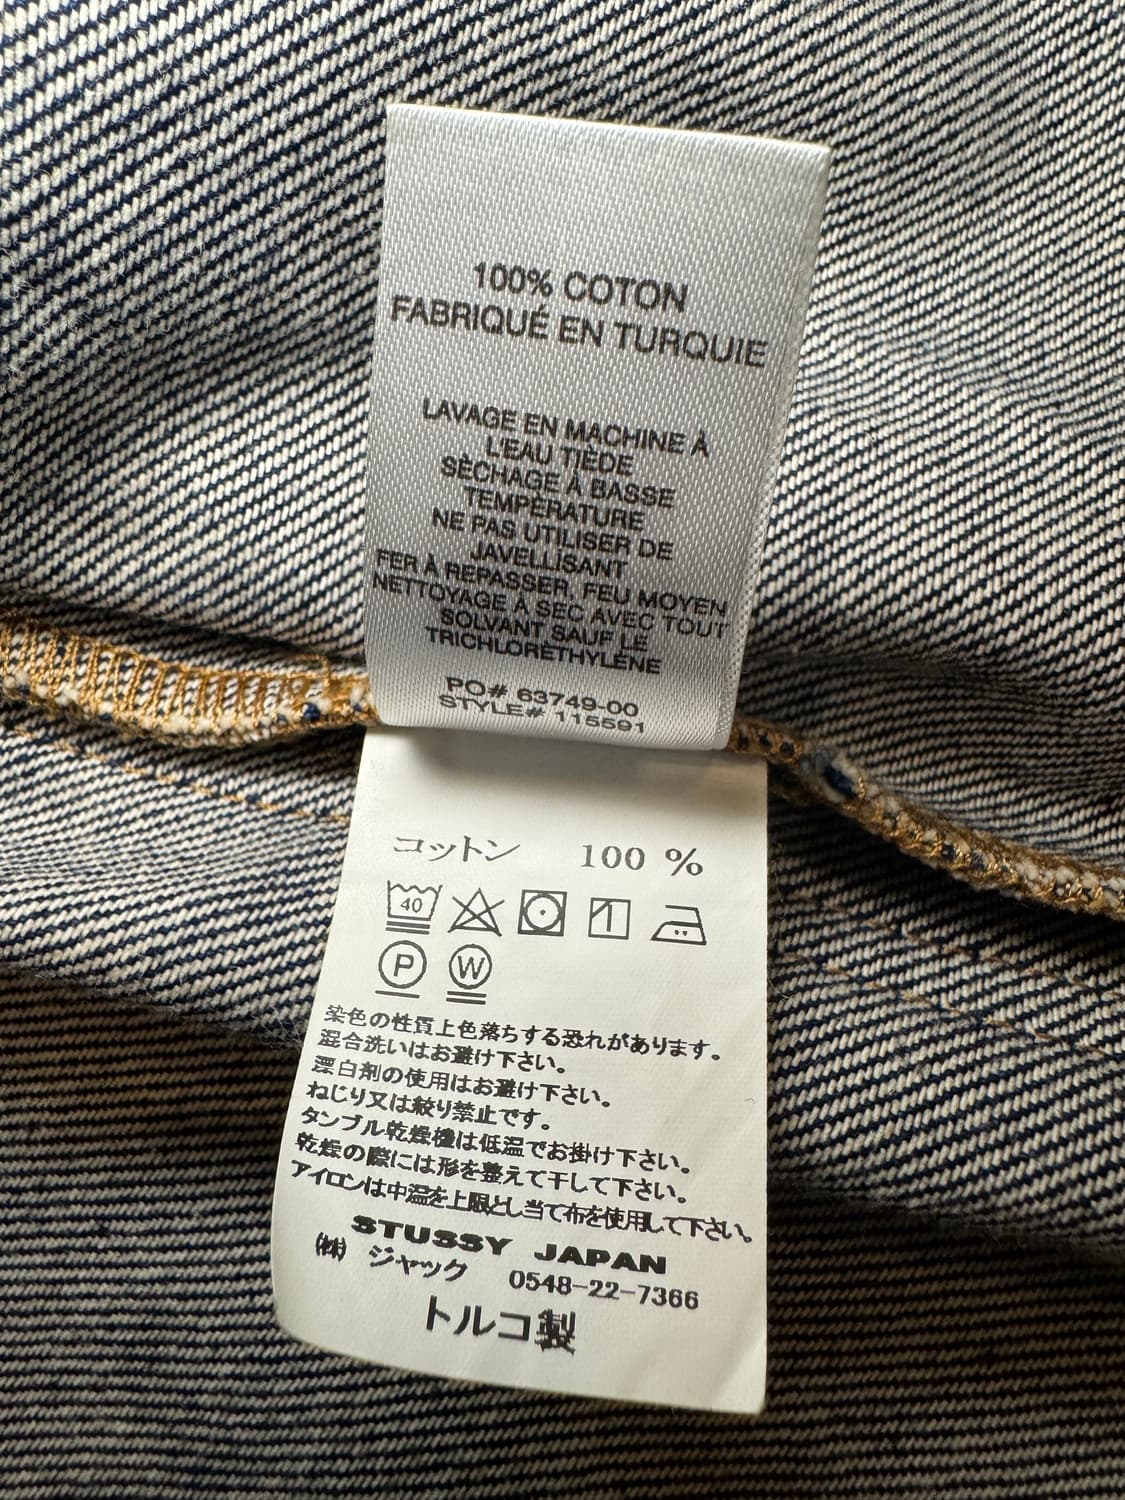 100% COTON
FABRIQUÉ EN TURQUIE
LAVAGE EN MACHINE À
L'EAU TIÈDE
SÈCHAGE À BASSE
TEMPÉRATURE
NE PAS UTILISER DE
JAVELLISANT
FER À REPASSER, FEU MOYEN
NETTOYAGE À SEC AVEC TOUT
SOLVANT SAUF LE
TRICHLORÉTHYLÈNE
PO# 63749-00
STYLE# 115591
コットン 100 %
40
P W
染色の性質上色落ちする恐れがあります。
混合洗いはお避け下さい。
漂白剤の使用はお避け下さい。
ねじり又は絞り禁止です。
タンブル乾燥機は低温でお掛け下さい。
乾燥の際には形を整えて干して下さい。
アイロンは中温を上限とし当て布を使用して下さい。
STUSSY JAPAN
㈱ ジャック 0548-22-7366
トルコ製